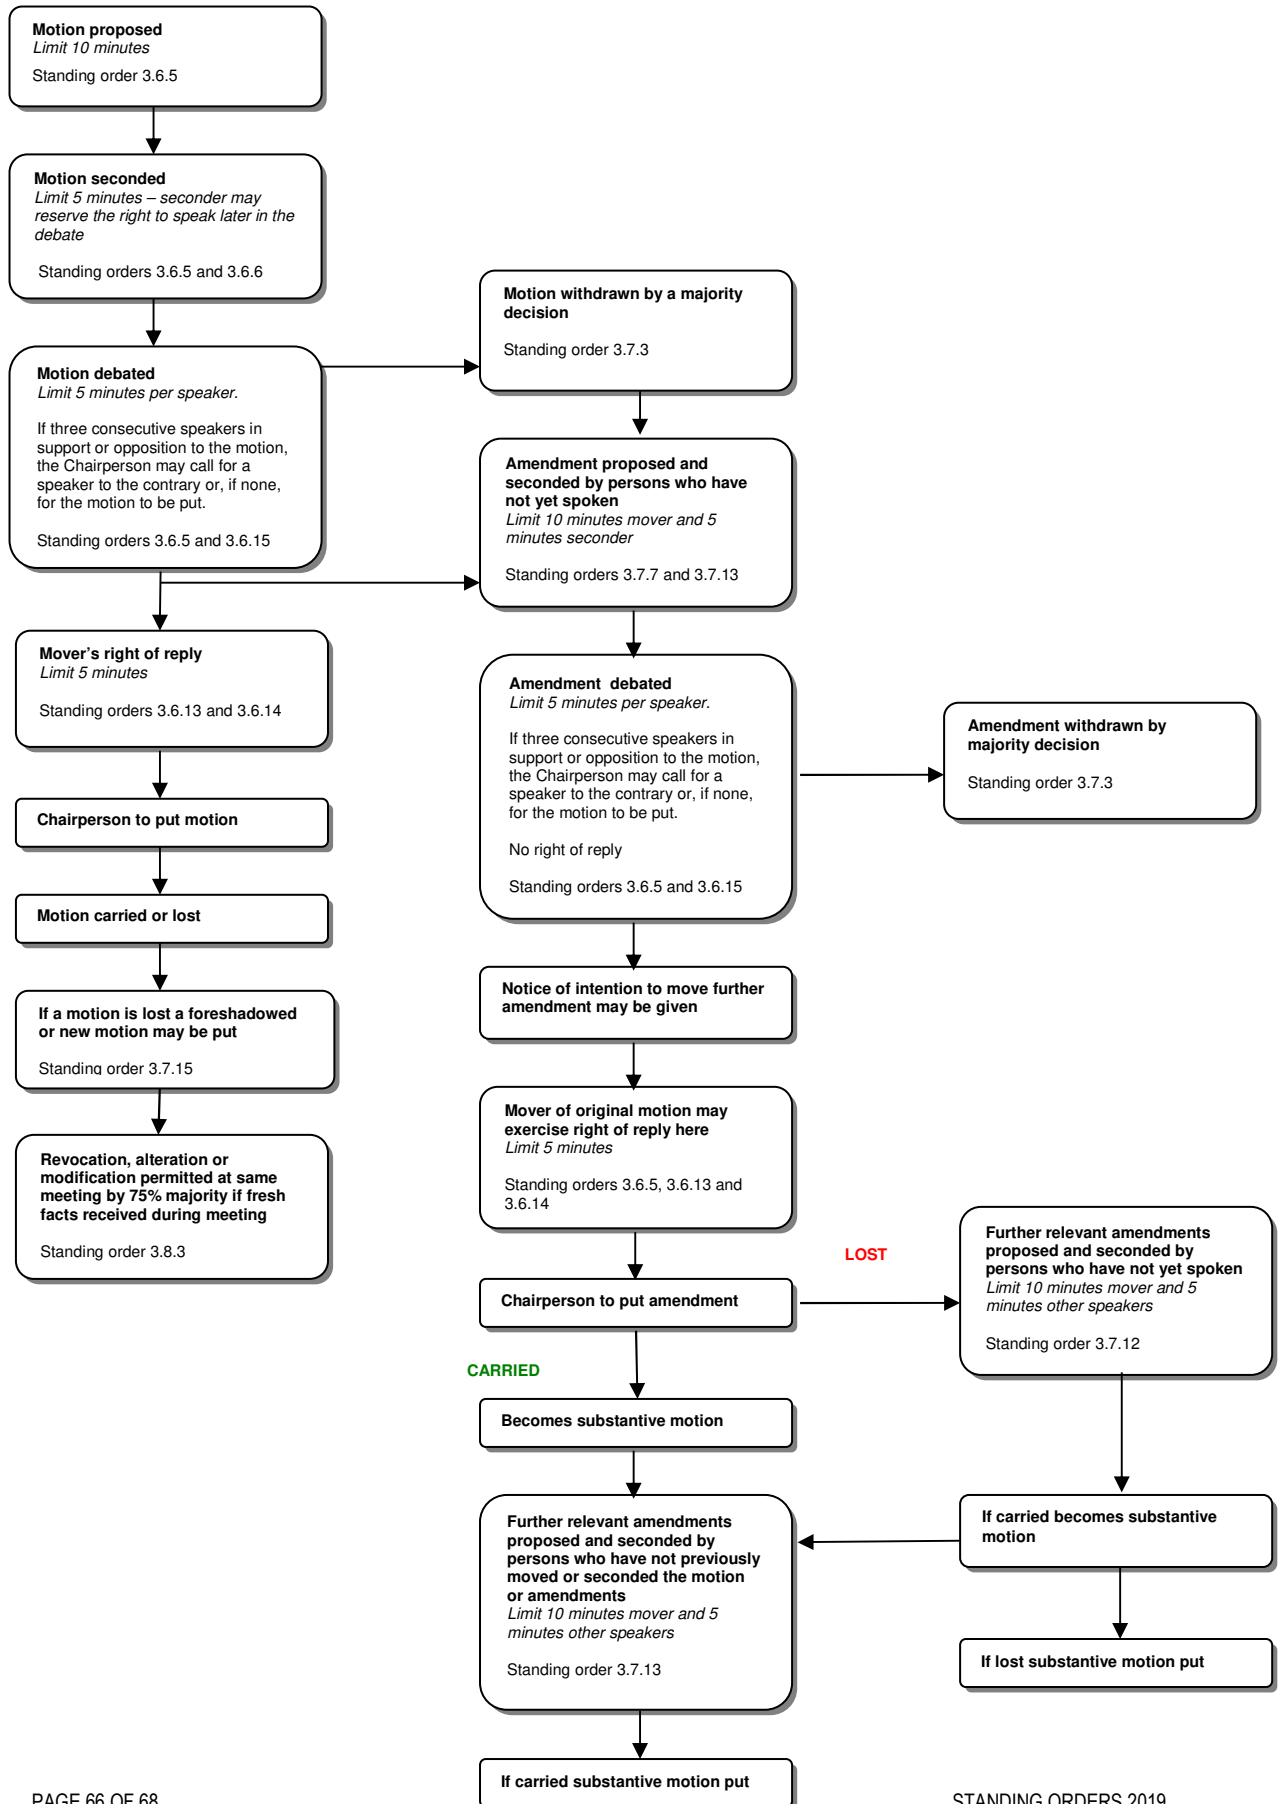 Motion proposed
Limit 10 minutes
Standing order 3.6.5
Motion seconded
Limit 5 minutes – seconder may
reserve the right to speak later in the
debate
Standing orders 3.6.5 and 3.6.6
Motion debated
Limit 5 minutes per speaker.
If three consecutive speakers in
support or opposition to the motion,
the Chairperson may call for a
speaker to the contrary or, if none,
for the motion to be put.
Standing orders 3.6.5 and 3.6.15
Mover's right of reply
Limit 5 minutes
Standing orders 3.6.13 and 3.6.14
Chairperson to put motion
Motion carried or lost
If a motion is lost a foreshadowed
or new motion may be put
Standing order 3.7.15
Revocation, alteration or
modification permitted at same
meeting by 75% majority if fresh
facts received during meeting
Standing order 3.8.3
Motion withdrawn by a majority
decision
Standing order 3.7.3
Amendment proposed and
seconded by persons who have
not yet spoken
Limit 10 minutes mover and 5
minutes seconder
Standing orders 3.7.7 and 3.7.13
Amendment  debated
Limit 5 minutes per speaker.
If three consecutive speakers in
support or opposition to the motion,
the Chairperson may call for a
speaker to the contrary or, if none,
for the motion to be put.
No right of reply
Standing orders 3.6.5 and 3.6.15
Amendment withdrawn by
majority decision
Standing order 3.7.3
Notice of intention to move further
amendment may be given
Mover of original motion may
exercise right of reply here
Limit 5 minutes
Standing orders 3.6.5, 3.6.13 and
3.6.14
Chairperson to put amendment
LOST
Further relevant amendments
proposed and seconded by
persons who have not yet spoken
Limit 10 minutes mover and 5
minutes other speakers
Standing order 3.7.12
CARRIED
Becomes substantive motion
Further relevant amendments
proposed and seconded by
persons who have not previously
moved or seconded the motion
or amendments
Limit 10 minutes mover and 5
minutes other speakers
Standing order 3.7.13
If carried becomes substantive
motion
If lost substantive motion put
If carried substantive motion put
PAGE 66 OF 68
STANDING ORDERS 2019